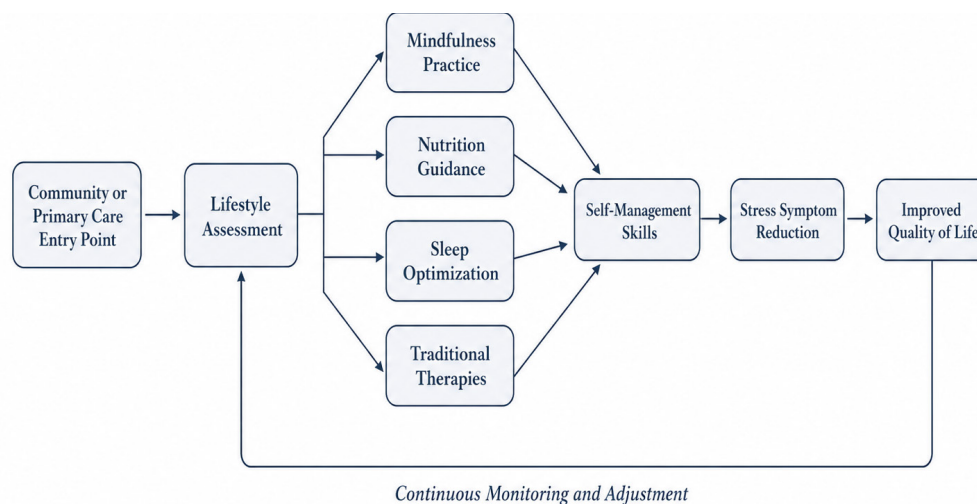 Community or
Primary Care
Entry Point
Lifestyle
Assessment
Mindfulness
Practice
Nutrition
Guidance
Sleep
Optimization
Traditional
Therapies
Self-Management
Skills
Stress Symptom
Reduction
Improved
Quality of Life
Continuous Monitoring and Adjustment